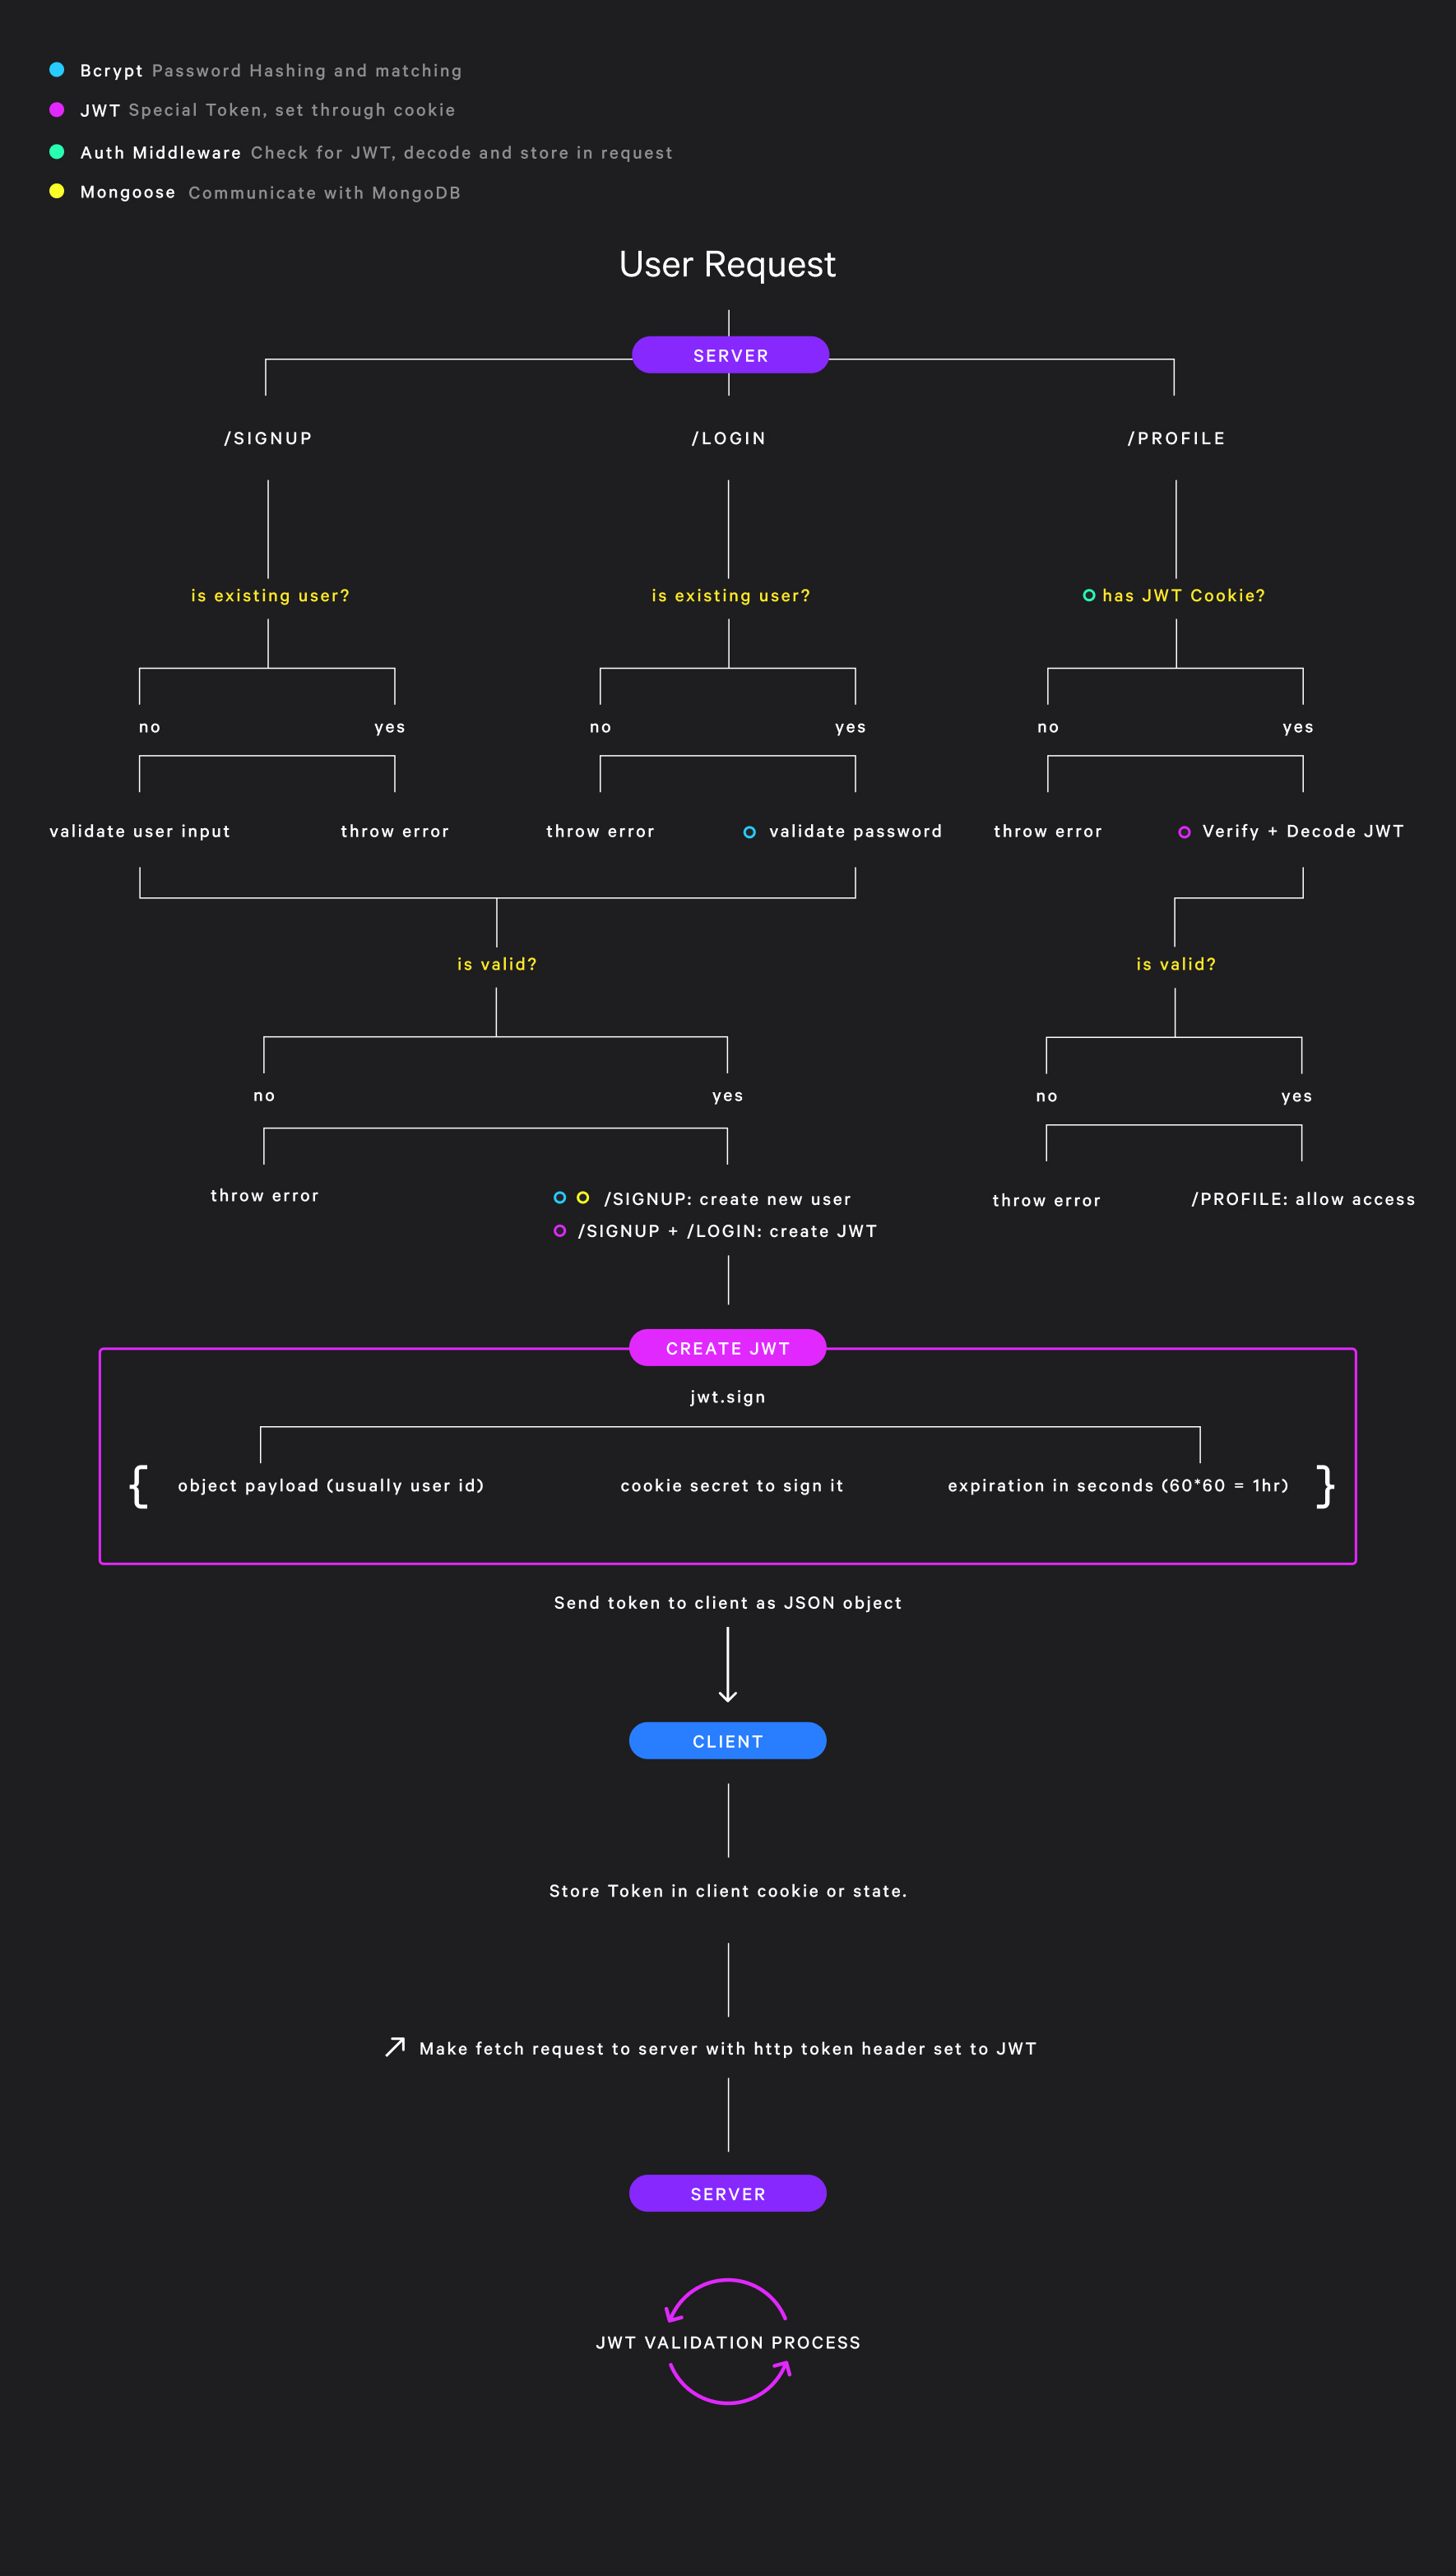 Bcrypt Password Hashing and matching
JWT Special Token, set through cookie
Auth Middleware Check for JWT, decode and store in request
Mongoose Communicate with MongoDB
User Request
SERVER
/SIGNUP /LOGIN /PROFILE
is existing user? is existing user? has JWT Cookie?
no yes no yes no yes
validate user input throw error throw error validate password throw error Verify + Decode JWT
is valid? is valid?
no yes no yes
throw error /SIGNUP: create new user throw error /PROFILE: allow access
/SIGNUP + /LOGIN: create JWT
CREATE JWT
jwt.sign
{ object payload (usually user id) cookie secret to sign it expiration in seconds (60*60 = 1hr) }
Send token to client as JSON object
CLIENT
Store Token in client cookie or state.
Make fetch request to server with http token header set to JWT
SERVER
JWT VALIDATION PROCESS